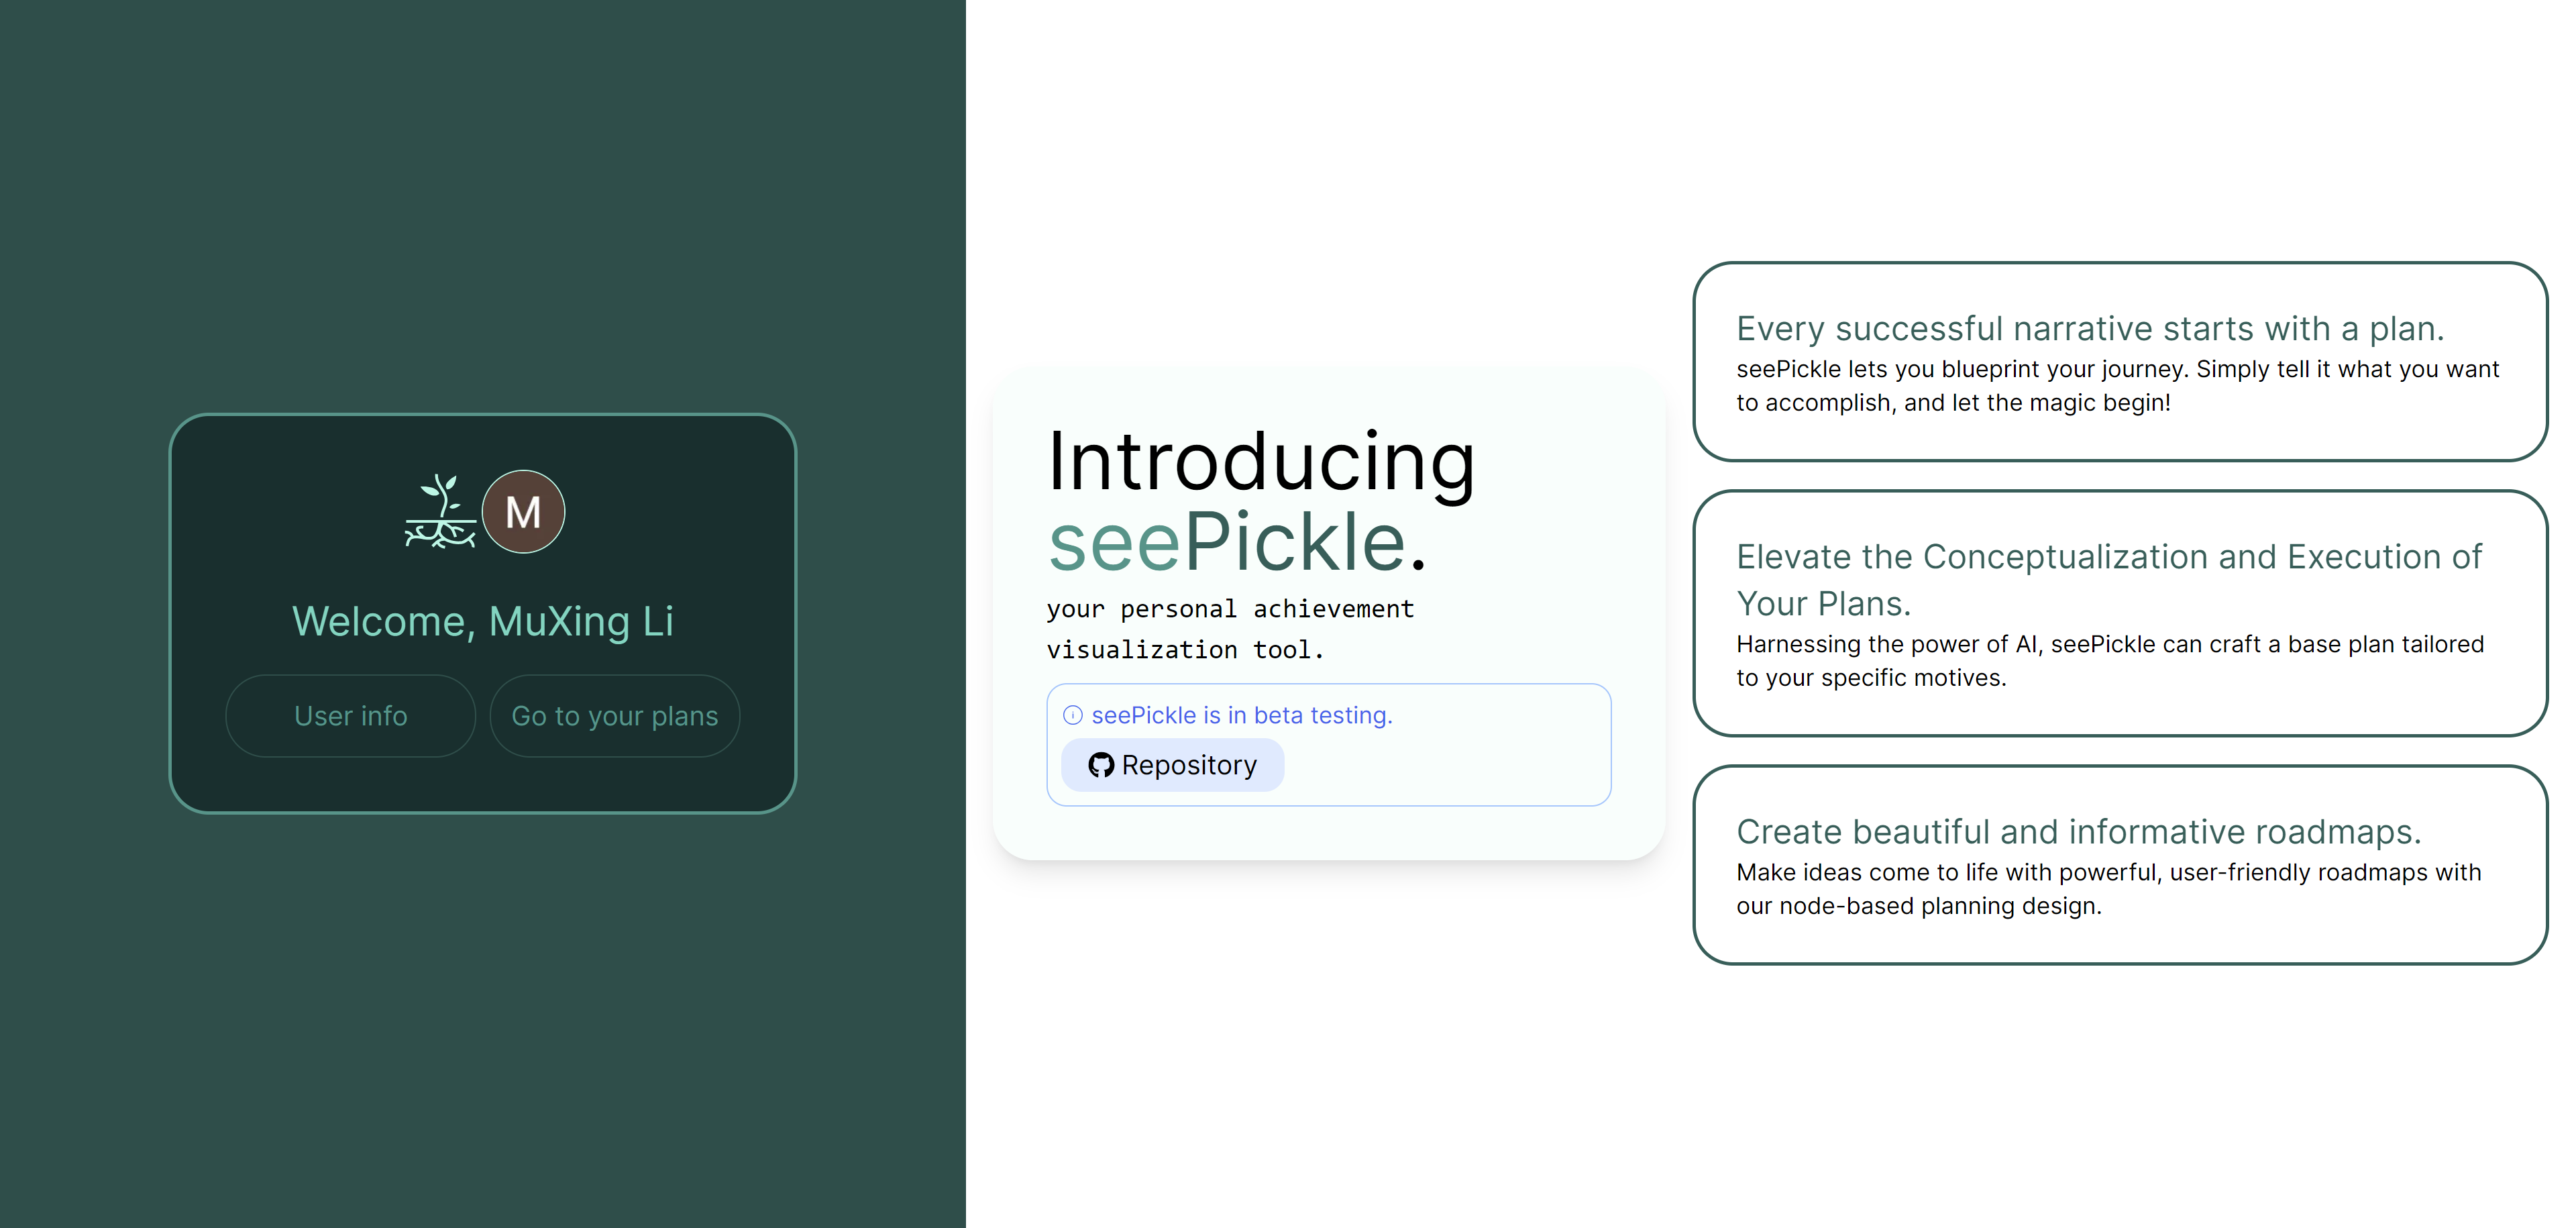 M
Welcome, MuXing Li
User info
Go to your plans
Introducing
seePickle.
your personal achievement
visualization tool.
seePickle is in beta testing.
Repository
Every successful narrative starts with a plan.
seePickle lets you blueprint your journey. Simply tell it what you want
to accomplish, and let the magic begin!
Elevate the Conceptualization and Execution of
Your Plans.
Harnessing the power of AI, seePickle can craft a base plan tailored
to your specific motives.
Create beautiful and informative roadmaps.
Make ideas come to life with powerful, user-friendly roadmaps with
our node-based planning design.